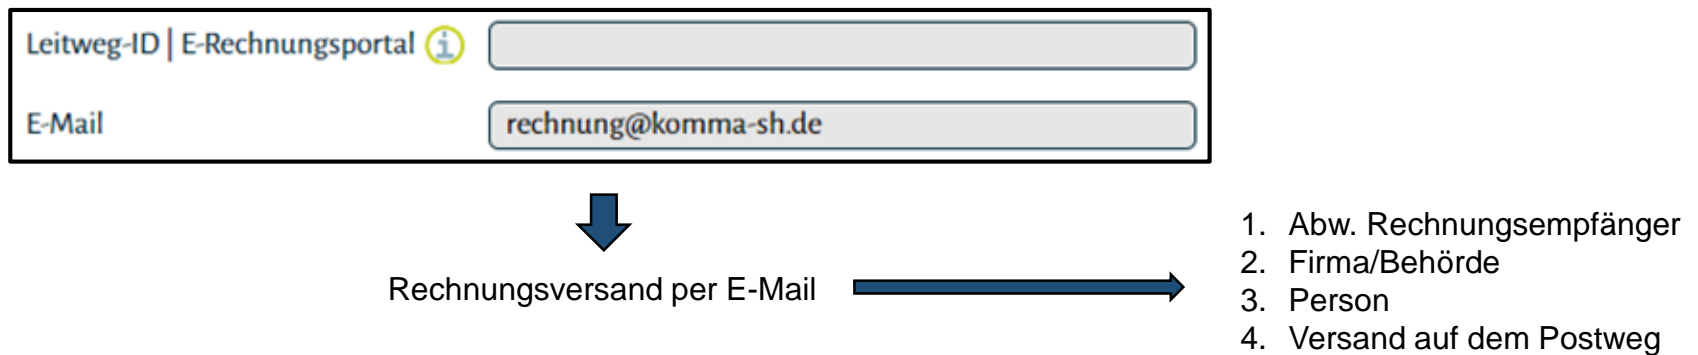 Leitweg-ID | E-Rechnungsportal i
E-Mail rechnung@komma-sh.de
Rechnungsversand per E-Mail
1. Abw. Rechnungsempfänger
2. Firma/Behörde
3. Person
4. Versand auf dem Postweg